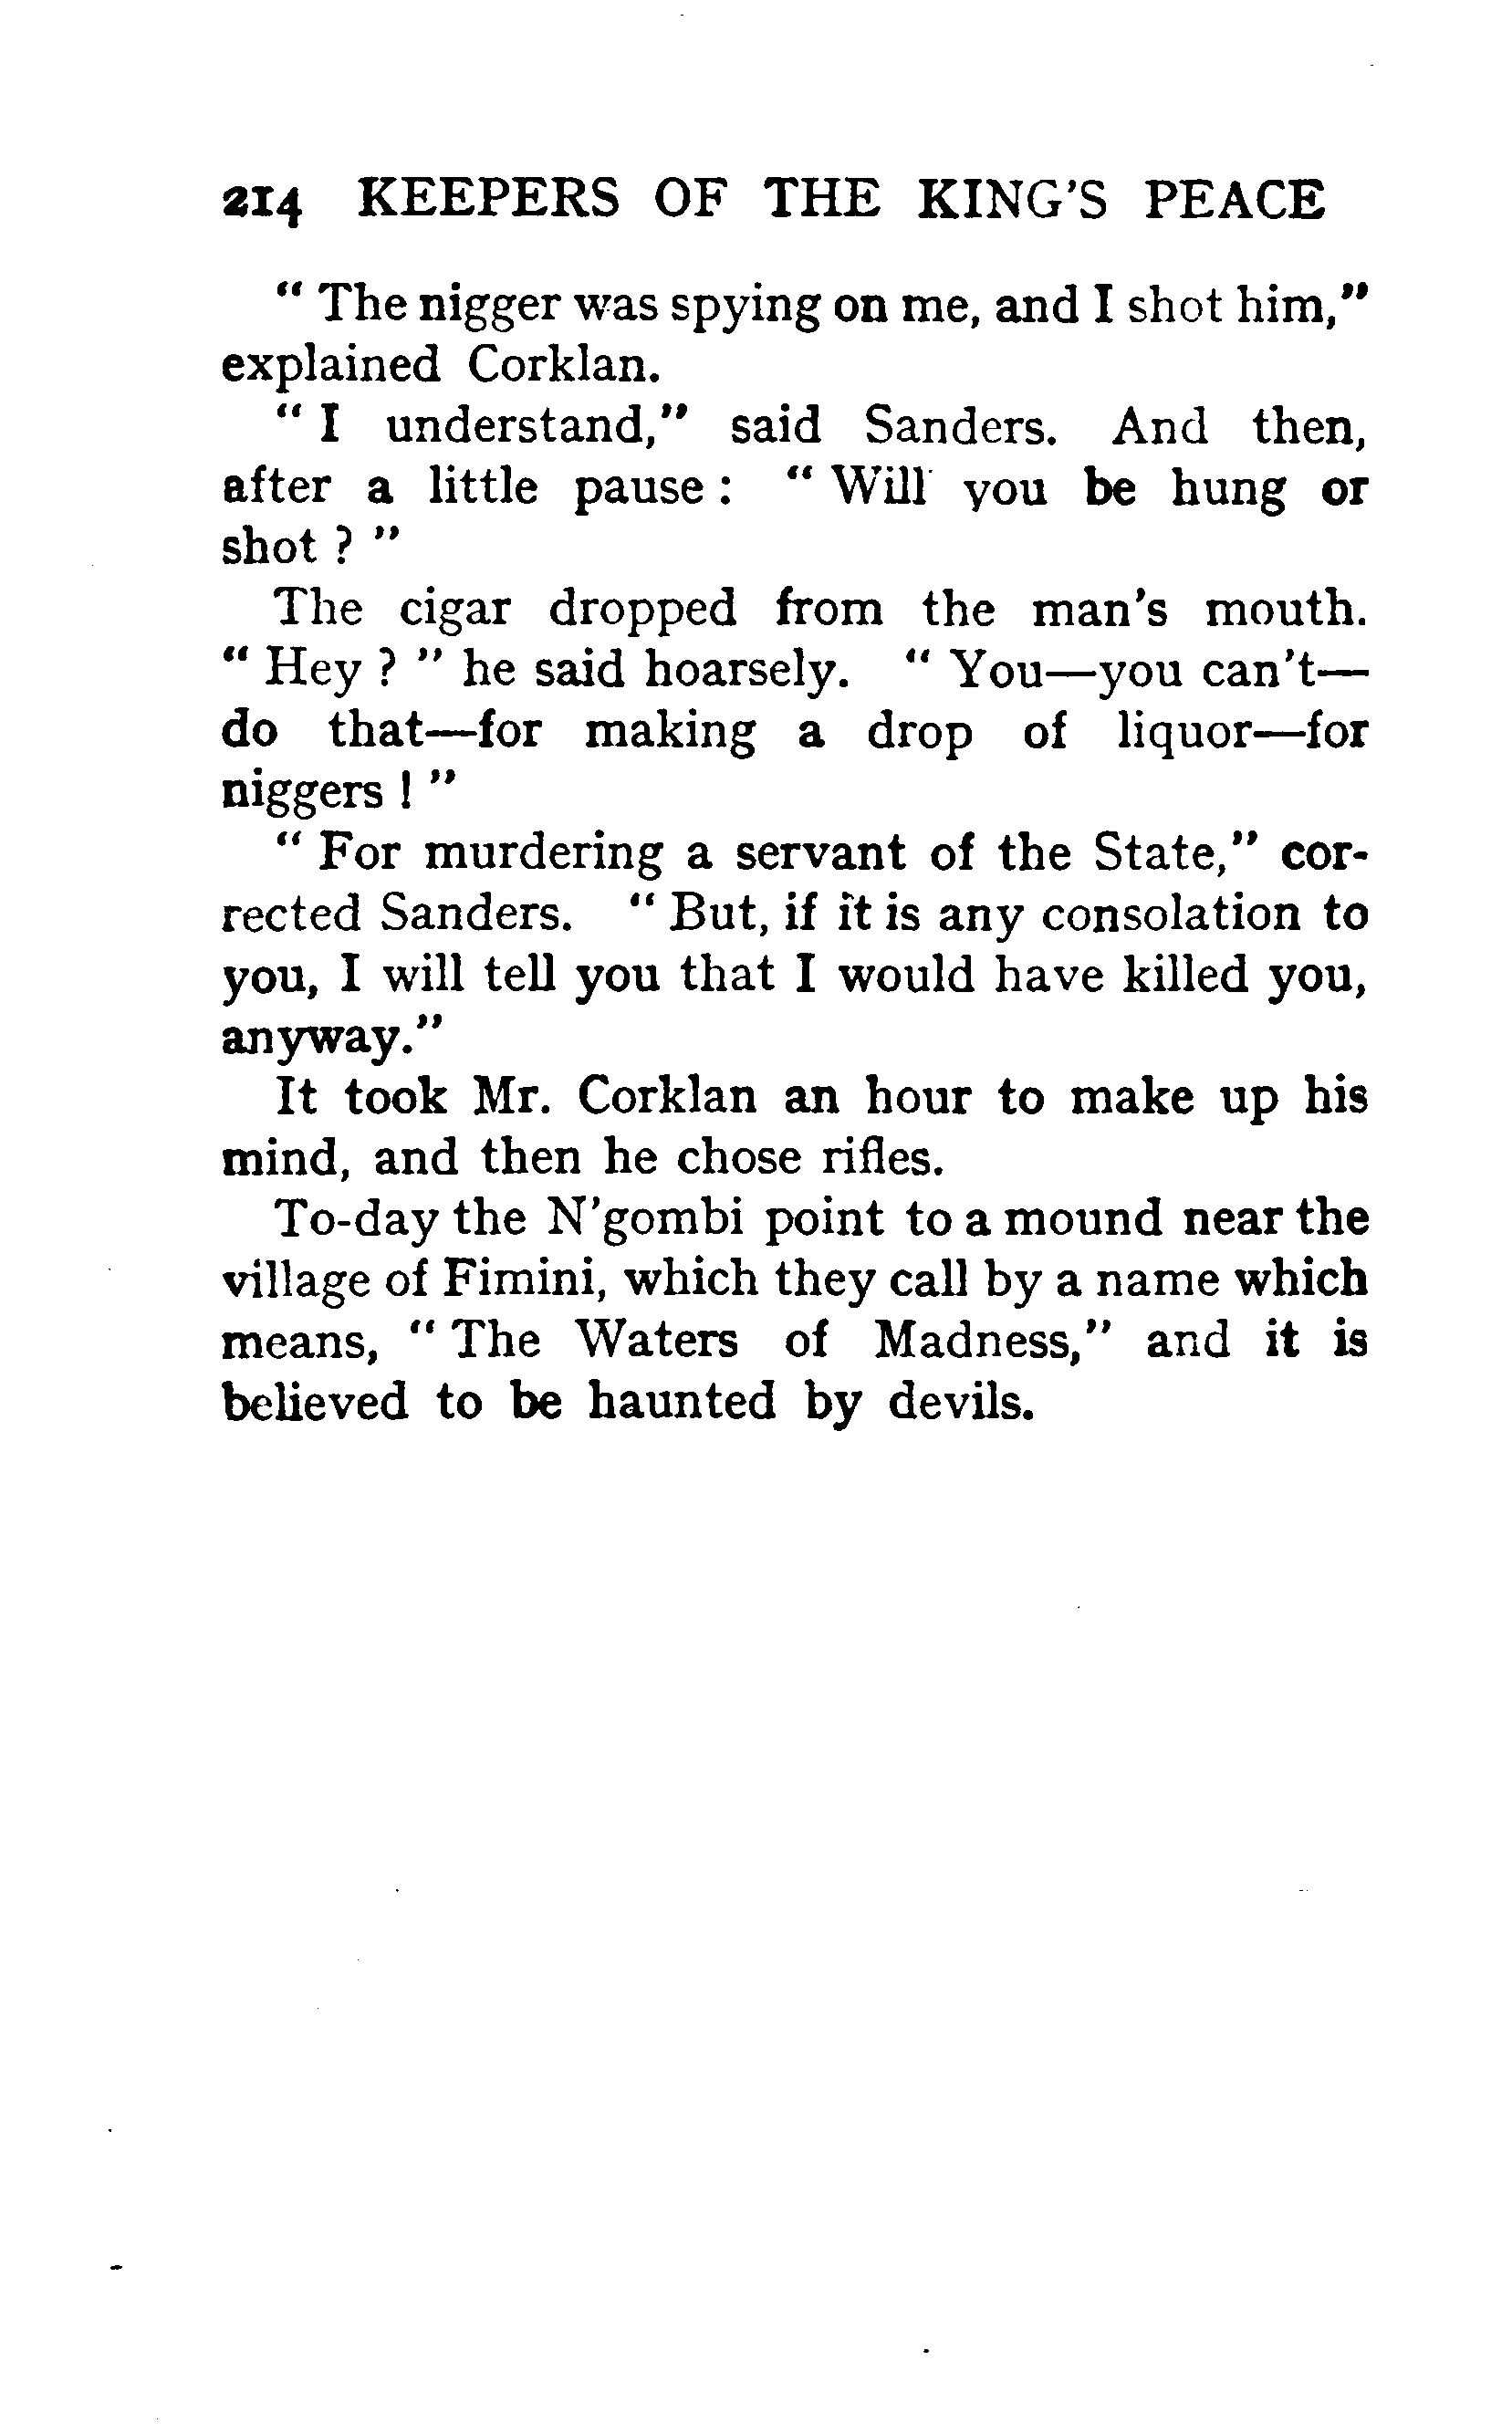 214 KEEPERS OF THE KING'S PEACE
" The nigger was spying on me, and I shot him,"
explained Corklan.
" I understand," said Sanders. And then,
after a little pause : " Will you be hung or
shot ? "
The cigar dropped from the man's mouth.
" Hey ? " he said hoarsely. " You—you can't—
do that—for making a drop of liquor—for
niggers ! "
" For murdering a servant of the State," cor-
rected Sanders. " But, if it is any consolation to
you, I will tell you that I would have killed you,
anyway."
It took Mr. Corklan an hour to make up his
mind, and then he chose rifles.
To-day the N'gombi point to a mound near the
village of Fimini, which they call by a name which
means, " The Waters of Madness," and it is
believed to be haunted by devils.